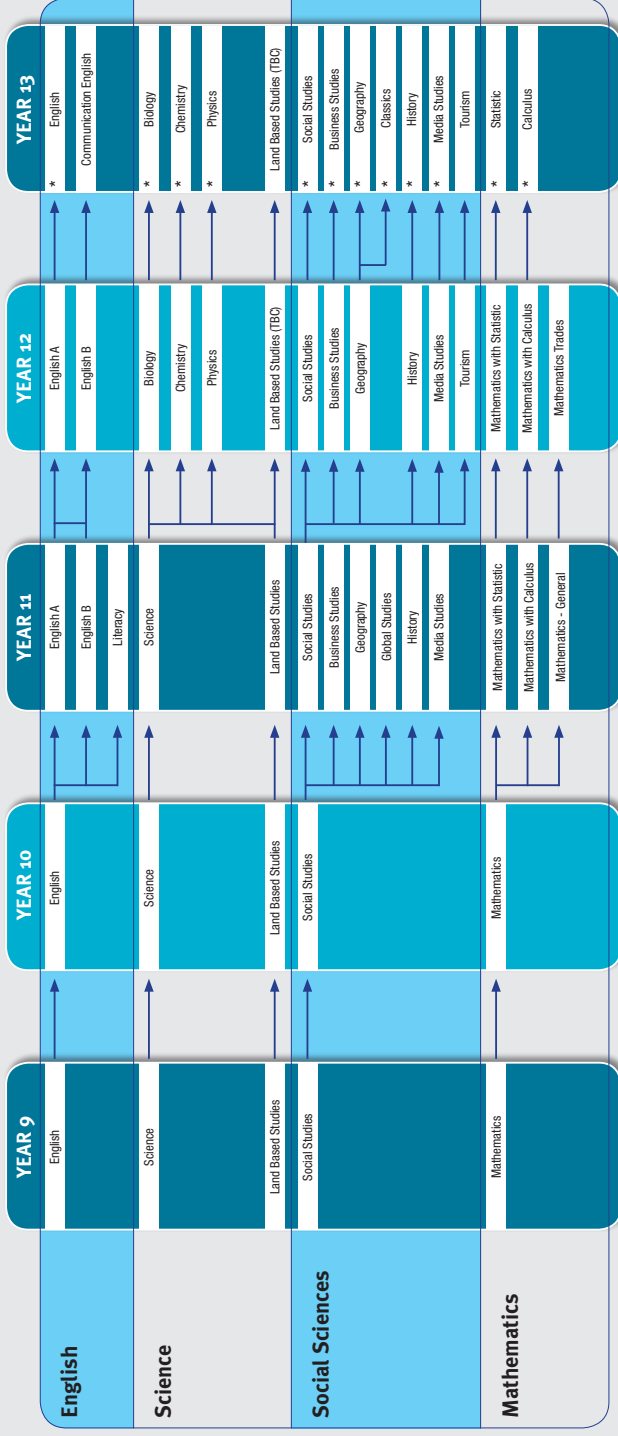 YEAR 9
YEAR 10
YEAR 11
YEAR 12
YEAR 13
English
English
English
English A
English B
Literacy
English A
English B
* English
Communication English
Science
Science
Land Based Studies
Science
Land Based Studies
Science
Land Based Studies
Biology
Chemistry
Physics
Land Based Studies (TBC)
* Biology
* Chemistry
* Physics
Land Based Studies (TBC)
Social Sciences
Social Studies
Social Studies
Social Studies
Business Studies
Geography
Global Studies
History
Media Studies
Social Studies
Business Studies
Geography
History
Media Studies
Tourism
* Social Studies
* Business Studies
* Geography
* Classics
* History
* Media Studies
Tourism
Mathematics
Mathematics
Mathematics
Mathematics with Statistic
Mathematics with Calculus
Mathematics - General
Mathematics with Statistic
Mathematics with Calculus
Mathematics Trades
* Statistic
* Calculus